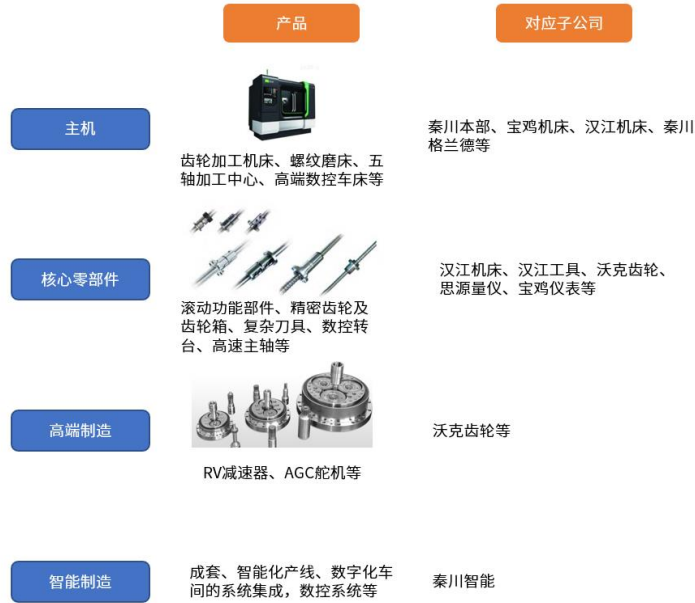 产品
对应子公司
主机
齿轮加工机床、螺纹磨床、五
轴加工中心、高端数控车床等
秦川本部、宝鸡机床、汉江机床、秦川
格兰德等
核心零部件
滚动功能部件、精密齿轮及
齿轮箱、复杂刀具、数控转
台、高速主轴等
汉江机床、汉江工具、沃克齿轮、
思源量仪、宝鸡仪表等
高端制造
RV减速器、AGC舵机等
沃克齿轮等
智能制造
成套、智能化产线、数字化车
间的系统集成，数控系统等
秦川智能